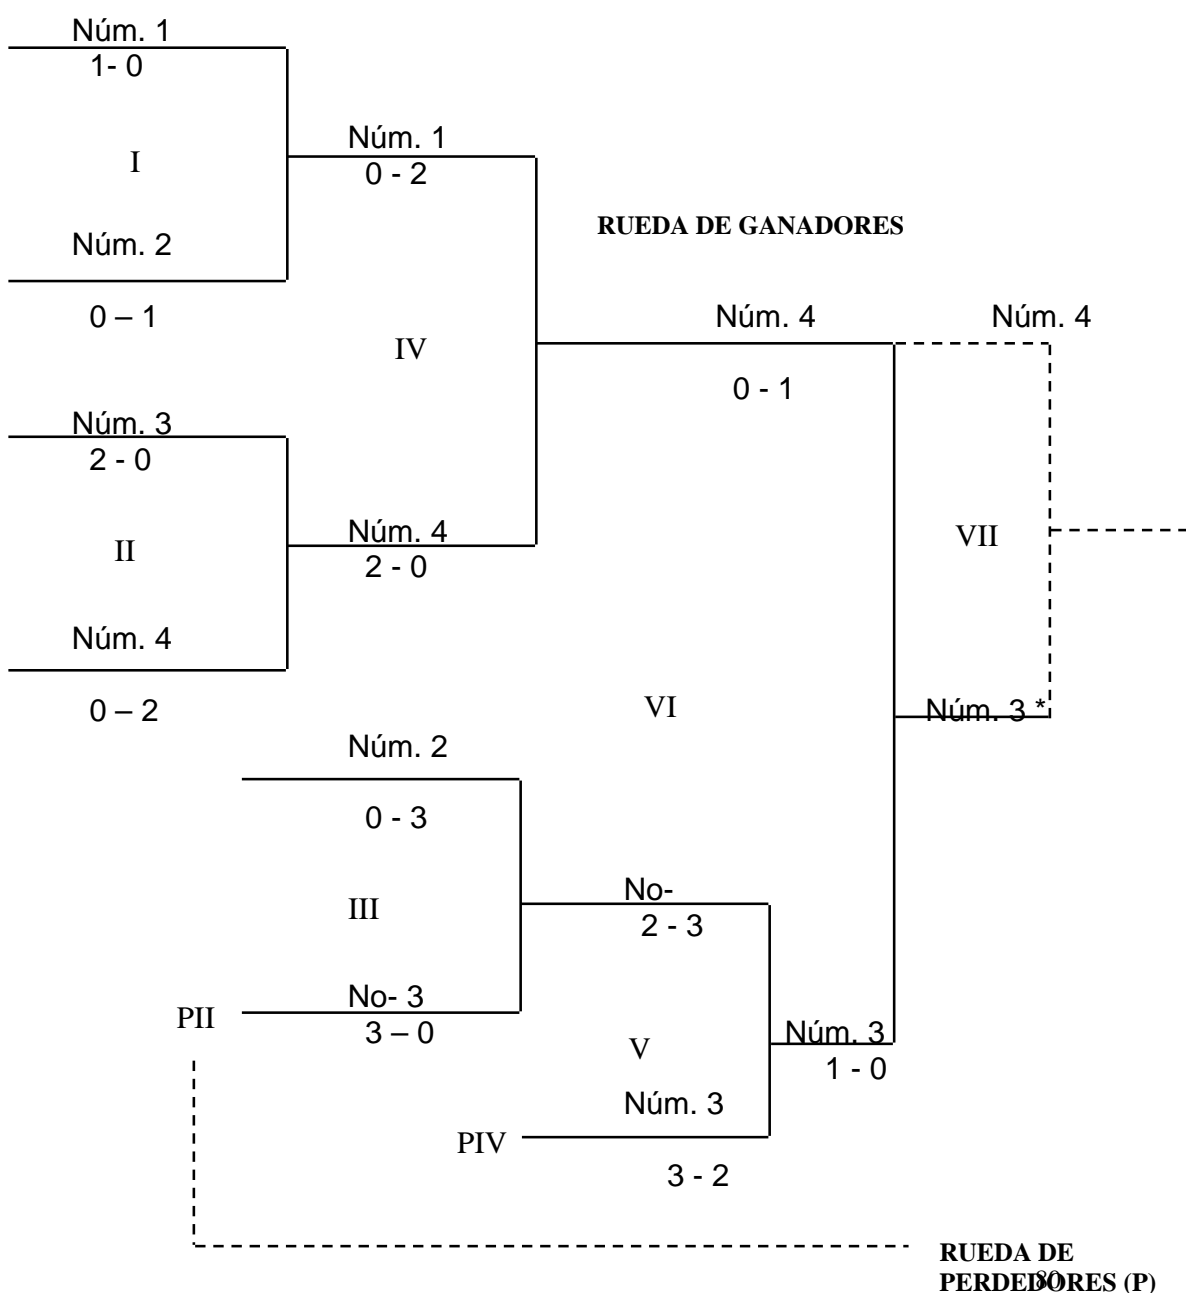 Núm. 1
1- 0
I
Núm. 1
0 - 2
RUEDA DE GANADORES
Núm. 2
0 – 1
Núm. 4
Núm. 4
IV
0 - 1
Núm. 3
2 - 0
II
Núm. 4
2 - 0
VII
Núm. 4
0 – 2
VI
Núm. 3 *
Núm. 2
0 - 3
III
No-
2 - 3
PII
No- 3
3 – 0
V
Núm. 3
1 - 0
Núm. 3
PIV
3 - 2
RUEDA DE
PERDEDORES (P)
80